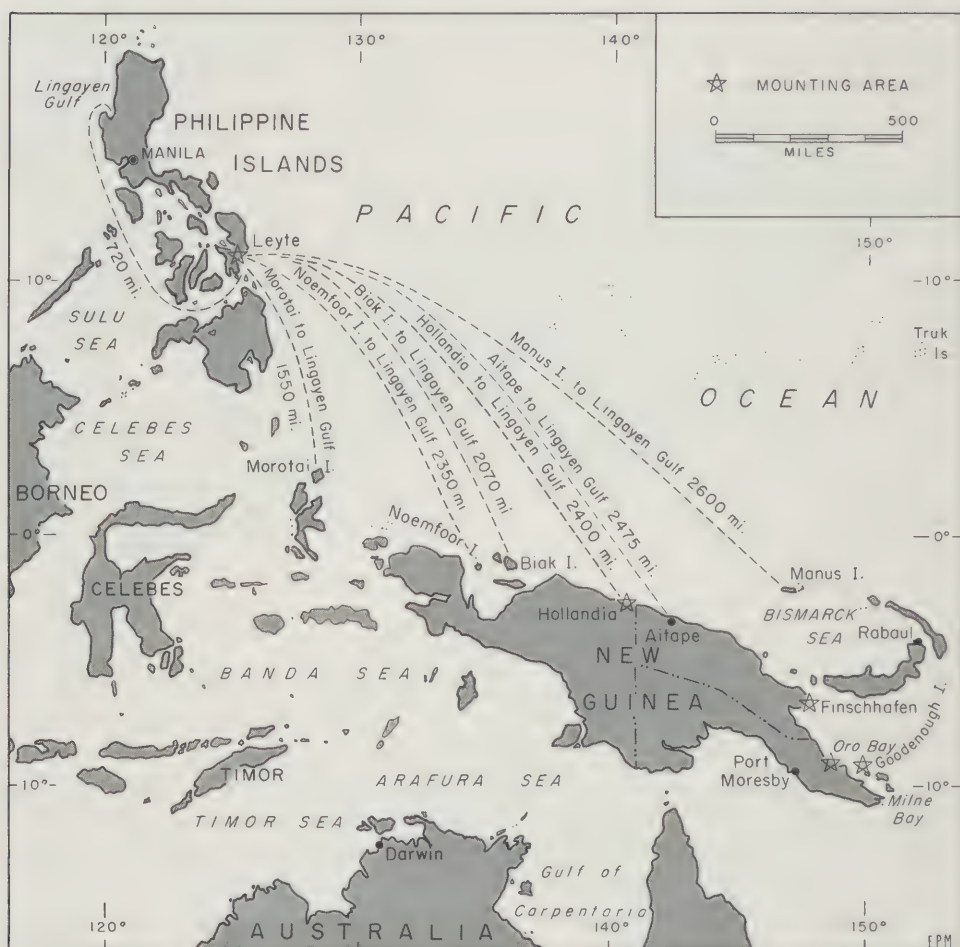 120°
130°
140°
MOUNTING AREA
0
500
MILES
Lingayen
Gulf
PHILIPPINE
ISLANDS
MANILA
PACIFIC
OCEAN
150°
Leyte
720 mi.
10°
10°
Morotai to Lingayen Gulf
1550 mi.
Noemfoor I. to Lingayen Gulf 2350 mi.
Biak I. to Lingayen Gulf 2070 mi.
Hollandia to Lingayen Gulf 2400 mi.
Aitape to Lingayen Gulf 2475 mi.
Manus I. to Lingayen Gulf 2600 mi.
SULU
SEA
Truk
Is
CELEBES
SEA
Morotai I.
BORNEO
Noemfoor I.
0°
0°
Biak I.
Manus I.
CELEBES
Hollandia
Aitape
BISMARCK
SEA
Rabaul
NEW
GUINEA
BANDA SEA
Finschhafen
Goodenough I.
Oro Bay
Port
Moresby
TIMOR
ARAFURA SEA
10°
10°
Milne
Bay
TIMOR SEA
Darwin
Gulf of
Carpentaria
AUSTRALIA
120°
130°
140°
150°
EPM